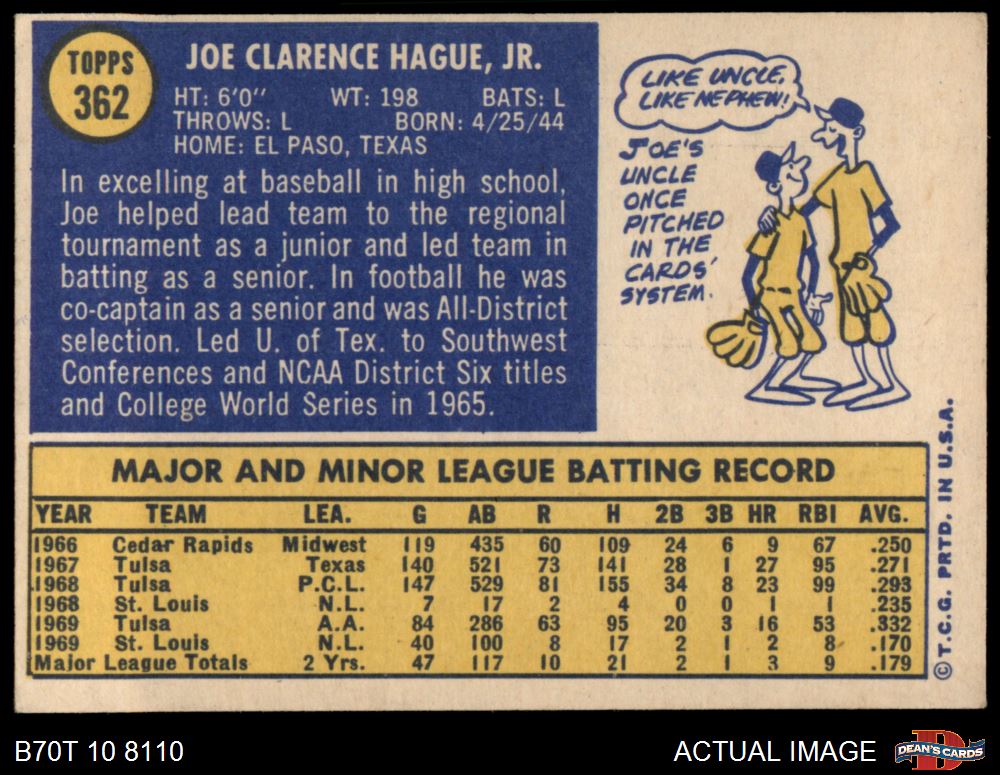 TOPPS
362
JOE CLARENCE HAGUE, JR.
HT: 6'0" WT: 198 BATS: L
THROWS: L BORN: 4/25/44
HOME: EL PASO, TEXAS
In excelling at baseball in high school,
Joe helped lead team to the regional
tournament as a junior and led team in
batting as a senior. In football he was
co-captain as a senior and was All-District
selection. Led U. of Tex. to Southwest
Conferences and NCAA District Six titles
and College World Series in 1965.
LIKE UNCLE,
LIKE NEPHEW!
JOE'S
UNCLE
ONCE
PITCHED
IN THE
CARDS'
SYSTEM.
MAJOR AND MINOR LEAGUE BATTING RECORD
YEAR TEAM LEA. G AB R H 2B 3B HR RBI AVG.
1966 Cedar Rapids Midwest 119 435 60 109 24 6 9 67 .250
1967 Tulsa Texas 140 521 73 141 28 1 27 95 .271
1968 Tulsa P.C.L. 147 529 81 155 34 8 23 99 .293
1968 St. Louis N.L. 7 17 2 4 0 0 1 1 .235
1969 Tulsa A.A. 84 286 63 95 20 3 16 53 .332
1969 St. Louis N.L. 40 100 8 17 2 1 2 8 .170
Major League Totals 2 Yrs. 47 117 10 21 2 1 3 9 .179
© T.C.G. PRTD. IN U.S.A.
B70T 10 8110
ACTUAL IMAGE
DEAN'S CARDS